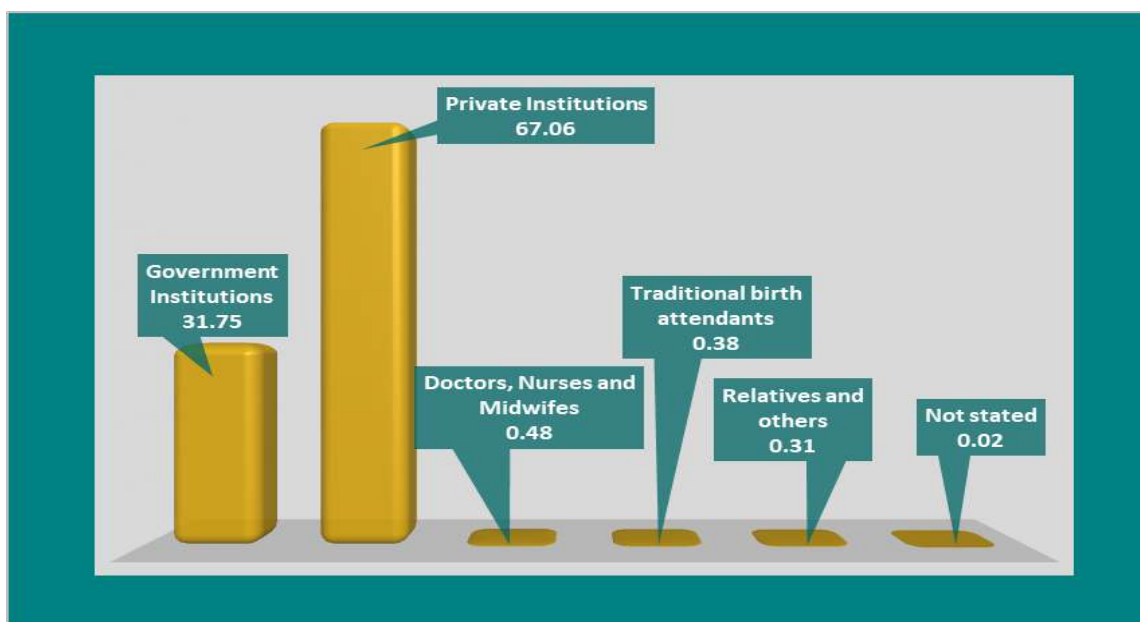 Private Institutions
67.06
Government
Institutions
31.75
Traditional birth
attendants
0.38
Doctors, Nurses and
Midwifes
0.48
Relatives and
others
0.31
Not stated
0.02